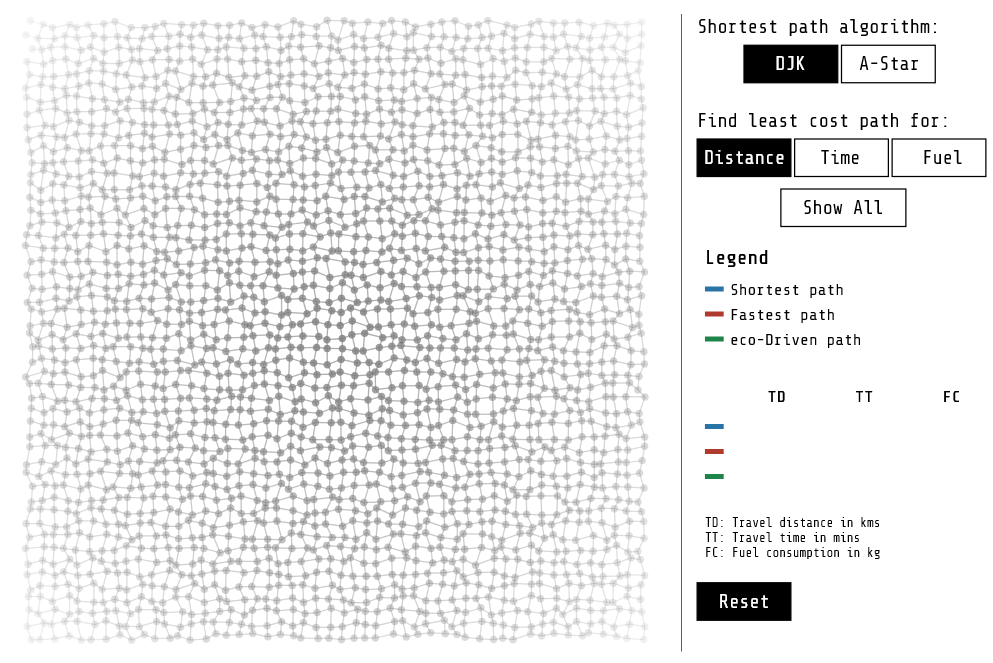 Shortest path algorithm:
DJK A-Star
Find least cost path for:
Distance Time Fuel
Show All
Legend
Shortest path
Fastest path
eco-Driven path
TD TT FC
TD: Travel distance in kms
TT: Travel time in mins
FC: Fuel consumption in kg
Reset